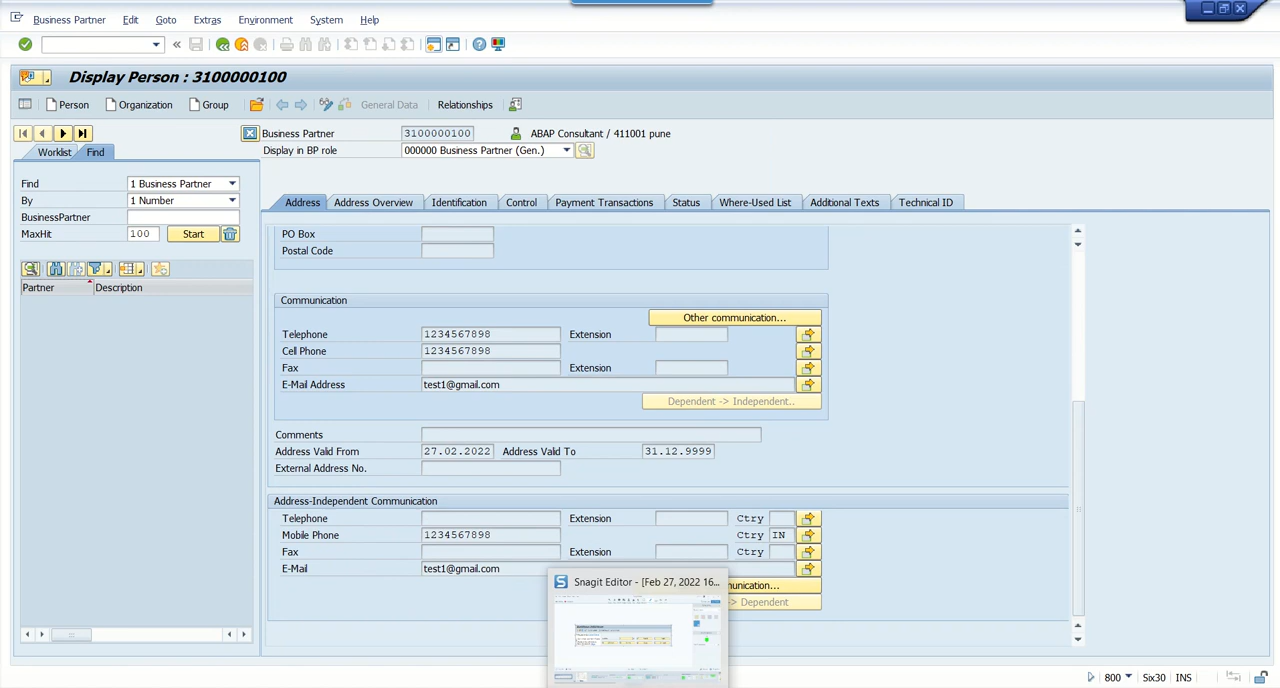 Business Partner Edit Goto Extras Environment System Help
Display Person : 3100000100
Person Organization Group General Data Relationships
Business Partner 3100000100 ABAP Consultant / 411001 pune
Display in BP role 000000 Business Partner (Gen.)
Worklist Find
Find 1 Business Partner
By 1 Number
BusinessPartner
MaxHit 100 Start
Partner Description
Address Address Overview Identification Control Payment Transactions Status Where-Used List Additional Texts Technical ID
PO Box
Postal Code
Communication
Other communication...
Telephone 1234567898 Extension
Cell Phone 1234567898
Fax Extension
E-Mail Address test1@gmail.com
Dependent -> Independent..
Comments
Address Valid From 27.02.2022 Address Valid To 31.12.9999
External Address No.
Address-Independent Communication
Telephone Extension Ctry
Mobile Phone 1234567898 Ctry IN
Fax Extension Ctry
E-Mail test1@gmail.com
Snagit Editor - [Feb 27, 2022 16...
-> Dependent
800 Six30 INS